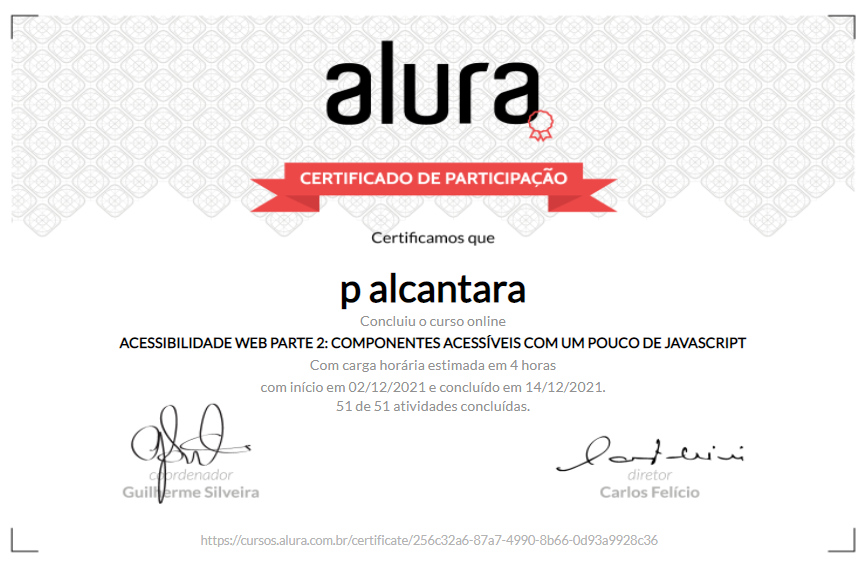 alura
CERTIFICADO DE PARTICIPAÇÃO
Certificamos que
p alcantara
Concluiu o curso online
ACESSIBILIDADE WEB PARTE 2: COMPONENTES ACESSÍVEIS COM UM POUCO DE JAVASCRIPT
Com carga horária estimada em 4 horas
com início em 02/12/2021 e concluído em 14/12/2021.
51 de 51 atividades concluídas.
coordenador
Guilherme Silveira
diretor
Carlos Felício
https://cursos.alura.com.br/certificate/256c32a6-87a7-4990-8b66-0d93a9928c36